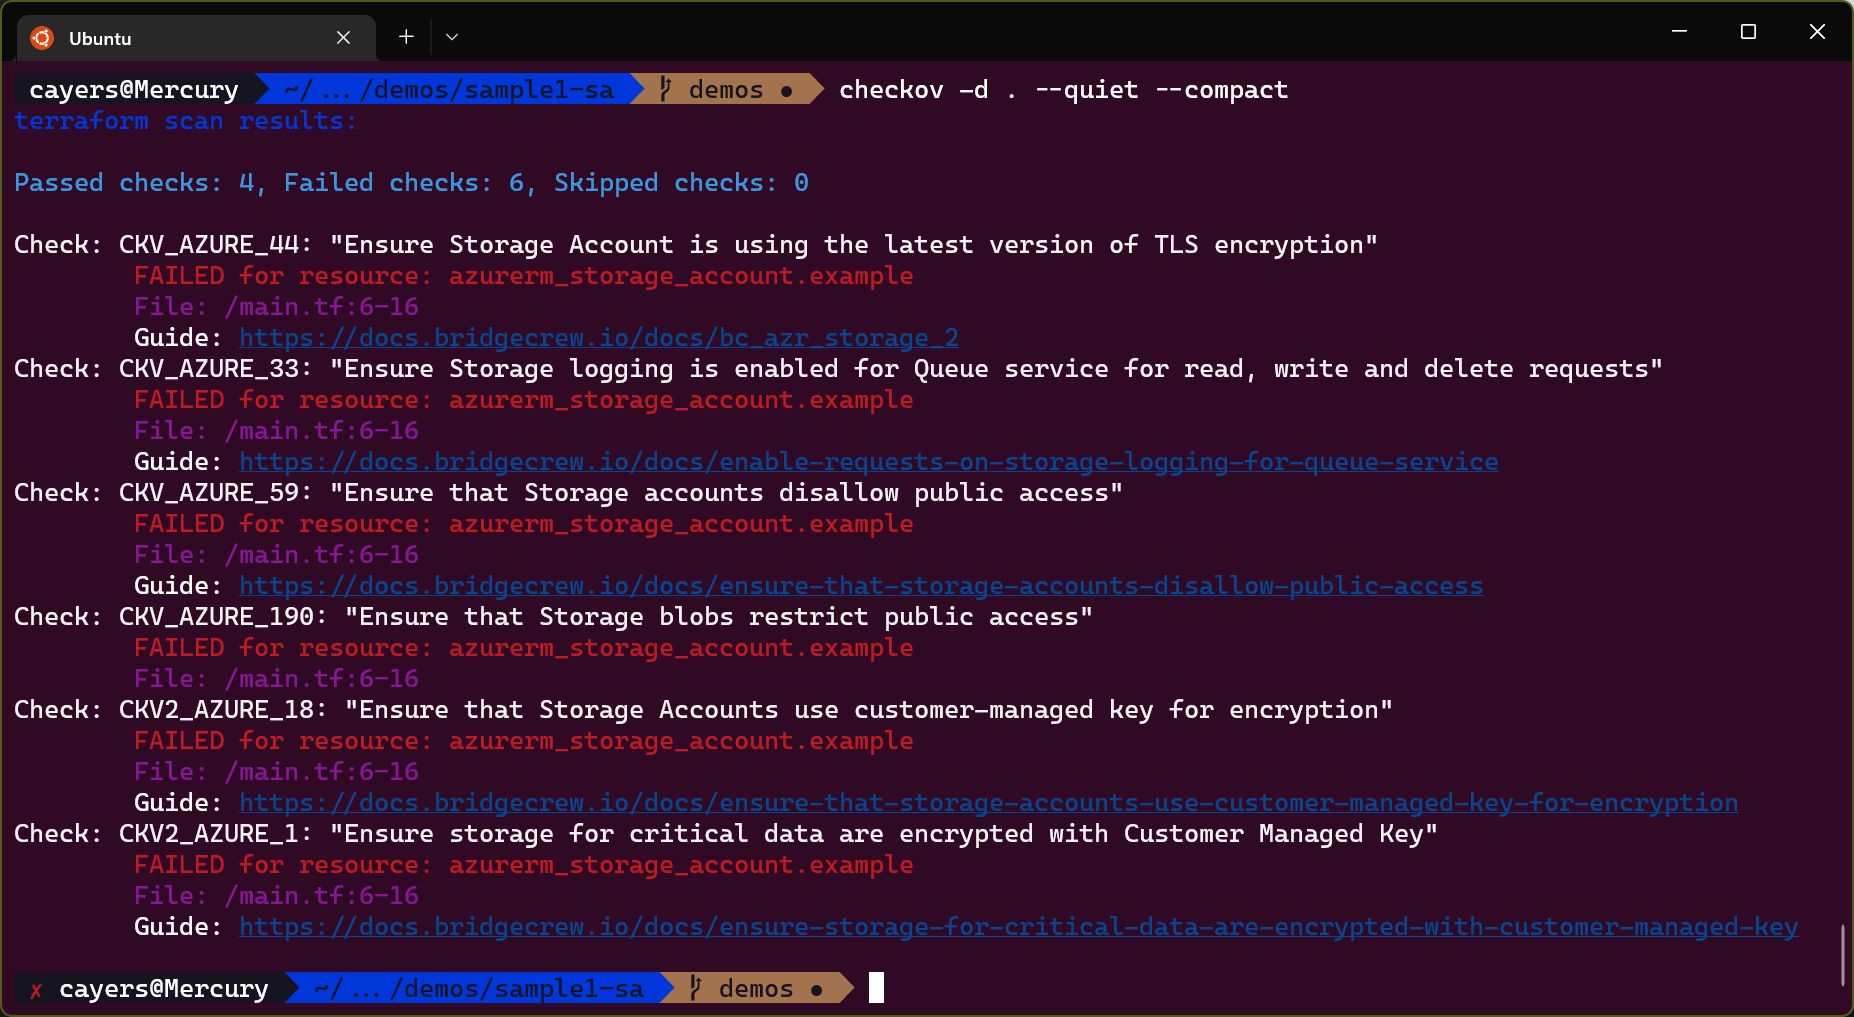 Ubuntu
cayers@Mercury ~/ ... /demos/sample1-sa demos ● checkov -d . --quiet --compact
terraform scan results:
Passed checks: 4, Failed checks: 6, Skipped checks: 0
Check: CKV_AZURE_44: "Ensure Storage Account is using the latest version of TLS encryption"
FAILED for resource: azurerm_storage_account.example
File: /main.tf:6-16
Guide: https://docs.bridgecrew.io/docs/bc_azr_storage_2
Check: CKV_AZURE_33: "Ensure Storage logging is enabled for Queue service for read, write and delete requests"
FAILED for resource: azurerm_storage_account.example
File: /main.tf:6-16
Guide: https://docs.bridgecrew.io/docs/enable-requests-on-storage-logging-for-queue-service
Check: CKV_AZURE_59: "Ensure that Storage accounts disallow public access"
FAILED for resource: azurerm_storage_account.example
File: /main.tf:6-16
Guide: https://docs.bridgecrew.io/docs/ensure-that-storage-accounts-disallow-public-access
Check: CKV_AZURE_190: "Ensure that Storage blobs restrict public access"
FAILED for resource: azurerm_storage_account.example
File: /main.tf:6-16
Check: CKV2_AZURE_18: "Ensure that Storage Accounts use customer-managed key for encryption"
FAILED for resource: azurerm_storage_account.example
File: /main.tf:6-16
Guide: https://docs.bridgecrew.io/docs/ensure-that-storage-accounts-use-customer-managed-key-for-encryption
Check: CKV2_AZURE_1: "Ensure storage for critical data are encrypted with Customer Managed Key"
FAILED for resource: azurerm_storage_account.example
File: /main.tf:6-16
Guide: https://docs.bridgecrew.io/docs/ensure-storage-for-critical-data-are-encrypted-with-customer-managed-key
✗ cayers@Mercury ~/ ... /demos/sample1-sa demos ●